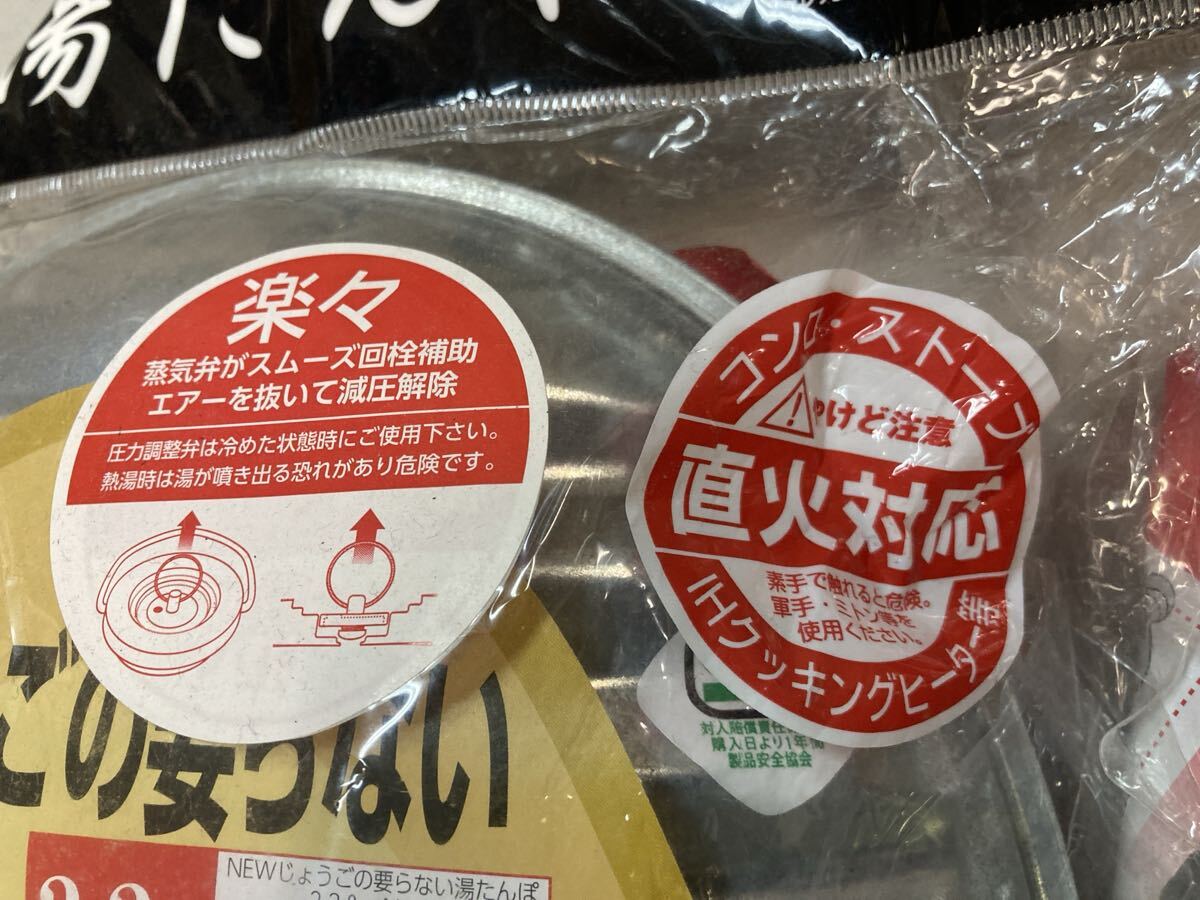 湯たん
楽々
蒸気弁がスムーズ回栓補助
エアーを抜いて減圧解除
圧力調整弁は冷めた状態時にご使用下さい。
熱湯時は湯が噴き出る恐れがあり危険です。
コンロ・ストーブ
やけど注意
直火対応
素手で触れると危険。
軍手・ミトン等を
使用ください。
IHクッキングヒーター等
対人賠償責任
購入日より1年間
製品安全協会
ごの要らない
NEWじょうごの要らない湯たんぽ